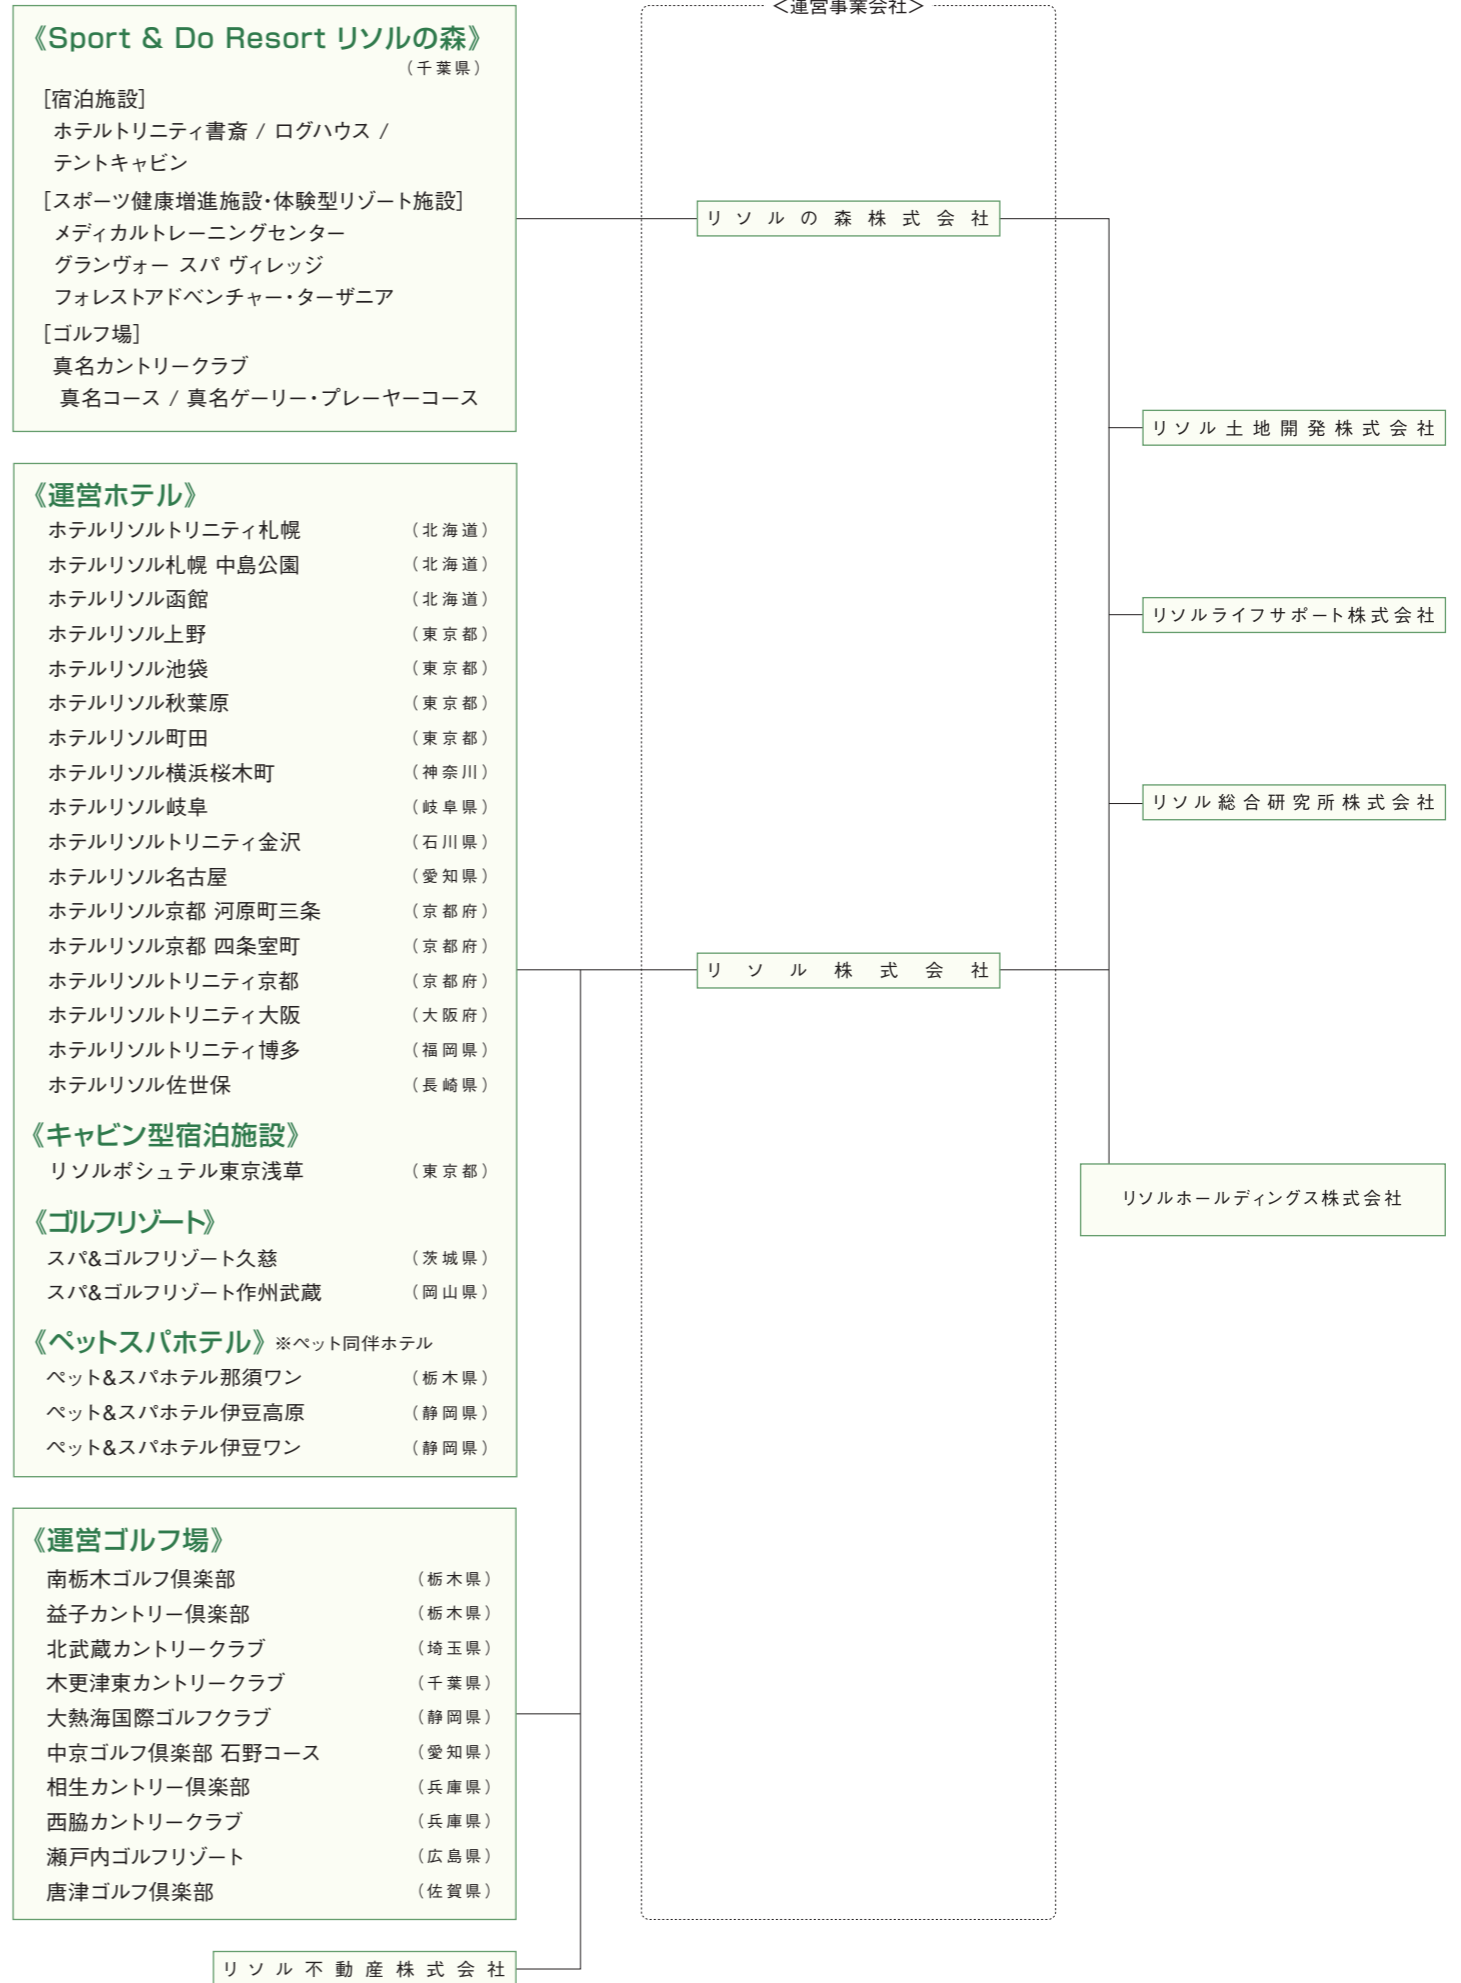 ＜運営事業会社＞
《Sport & Do Resort リソルの森》
（千葉県）
［宿泊施設］
ホテルトリニティ書斎 / ログハウス /
テントキャビン
［スポーツ健康増進施設・体験型リゾート施設］
メディカルトレーニングセンター
グランヴォー スパ ヴィレッジ
フォレストアドベンチャー・ターザニア
［ゴルフ場］
真名カントリークラブ
真名コース / 真名ゲーリー・プレーヤーコース
リソルの森株式会社
リソル土地開発株式会社
リソルライフサポート株式会社
リソル総合研究所株式会社
《運営ホテル》
ホテルリソルトリニティ札幌 （北海道）
ホテルリソル札幌 中島公園 （北海道）
ホテルリソル函館 （北海道）
ホテルリソル上野 （東京都）
ホテルリソル池袋 （東京都）
ホテルリソル秋葉原 （東京都）
ホテルリソル町田 （東京都）
ホテルリソル横浜桜木町 （神奈川）
ホテルリソル岐阜 （岐阜県）
ホテルリソルトリニティ金沢 （石川県）
ホテルリソル名古屋 （愛知県）
ホテルリソル京都 河原町三条 （京都府）
ホテルリソル京都 四条室町 （京都府）
ホテルリソルトリニティ京都 （京都府）
ホテルリソルトリニティ大阪 （大阪府）
ホテルリソルトリニティ博多 （福岡県）
ホテルリソル佐世保 （長崎県）
リソル株式会社
《キャビン型宿泊施設》
リソルポシュテル東京浅草 （東京都）
リソルホールディングス株式会社
《ゴルフリゾート》
スパ&ゴルフリゾート久慈 （茨城県）
スパ&ゴルフリゾート作州武蔵 （岡山県）
《ペットスパホテル》※ペット同伴ホテル
ペット&スパホテル那須ワン （栃木県）
ペット&スパホテル伊豆高原 （静岡県）
ペット&スパホテル伊豆ワン （静岡県）
《運営ゴルフ場》
南栃木ゴルフ倶楽部 （栃木県）
益子カントリー倶楽部 （栃木県）
北武蔵カントリークラブ （埼玉県）
木更津東カントリークラブ （千葉県）
大熱海国際ゴルフクラブ （静岡県）
中京ゴルフ倶楽部 石野コース （愛知県）
相生カントリー倶楽部 （兵庫県）
西脇カントリークラブ （兵庫県）
瀬戸内ゴルフリゾート （広島県）
唐津ゴルフ倶楽部 （佐賀県）
リソル不動産株式会社